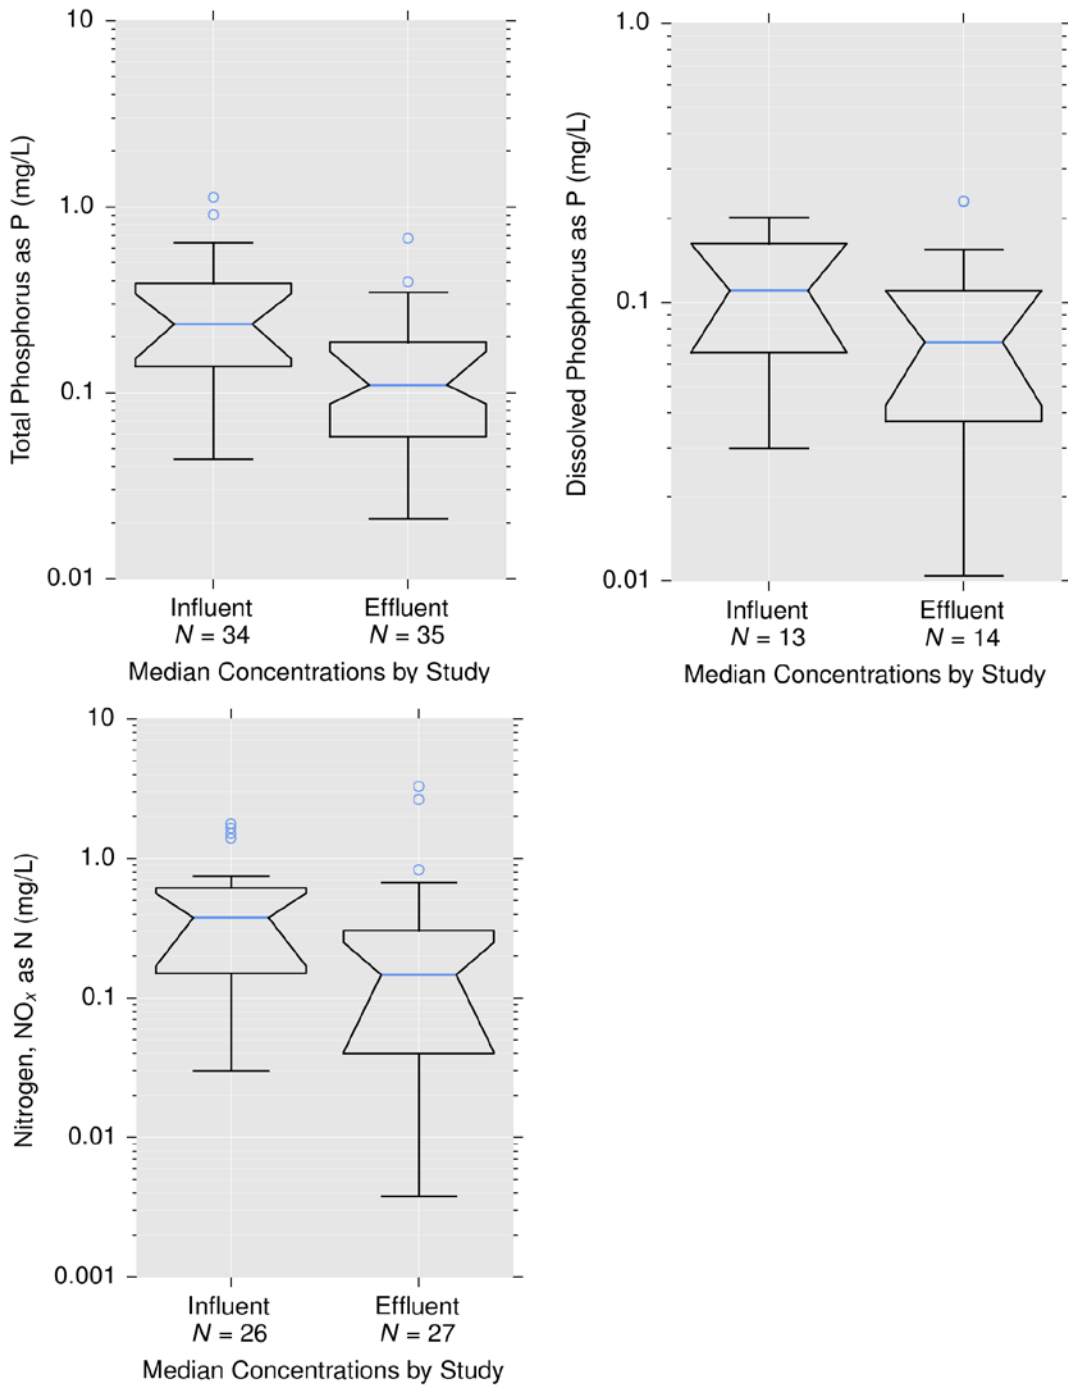 Total Phosphorus as P (mg/L)
10
1.0
0.1
0.01
Influent
N = 34
Effluent
N = 35
Median Concentrations by Study
Dissolved Phosphorus as P (mg/L)
1.0
0.1
0.01
Influent
N = 13
Effluent
N = 14
Median Concentrations by Study
Nitrogen, NOx as N (mg/L)
10
1.0
0.1
0.01
0.001
Influent
N = 26
Effluent
N = 27
Median Concentrations by Study